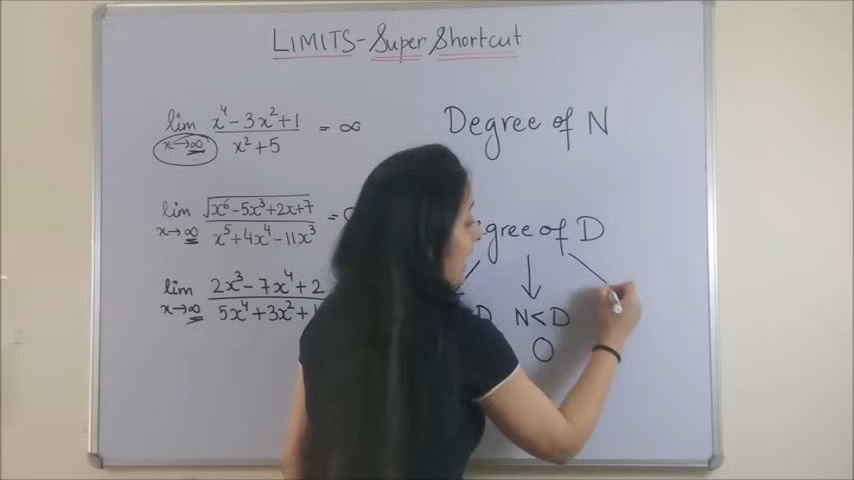 LIMITS-Super Shortcut
lim x→∞ x⁴ - 3x² + 1 / x² + 5 = ∞
Degree of N
lim x→∞ √x⁶ - 5x³ + 2x + 7 / x⁵ + 4x⁴ - 11x³ =
gree of D
lim x→∞ 2x³ - 7x⁴ + 2 / 5x⁴ + 3x² +
D
N<D
0